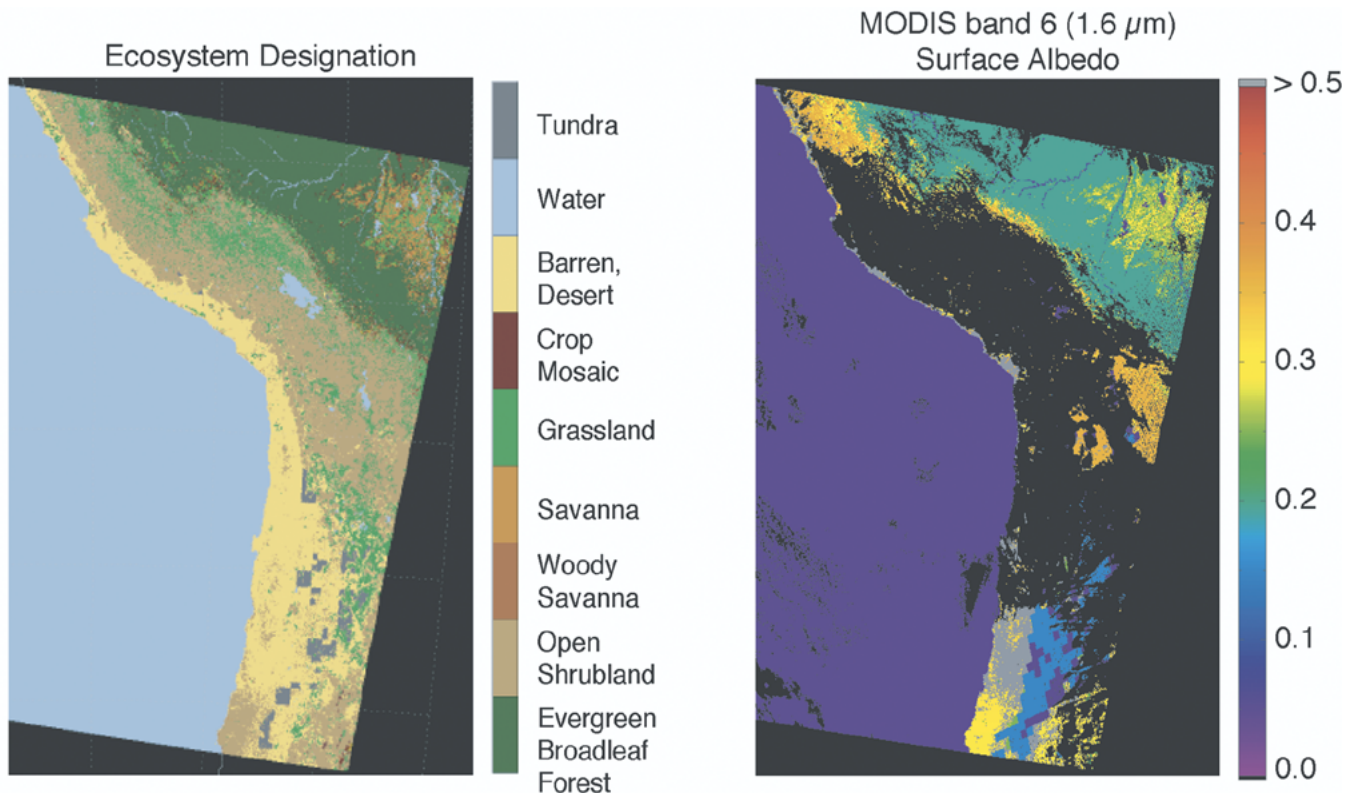 Ecosystem Designation
Tundra
Water
Barren,
Desert
Crop
Mosaic
Grassland
Savanna
Woody
Savanna
Open
Shrubland
Evergreen
Broadleaf
Forest
MODIS band 6 (1.6 µm)
Surface Albedo
> 0.5
0.4
0.3
0.2
0.1
0.0